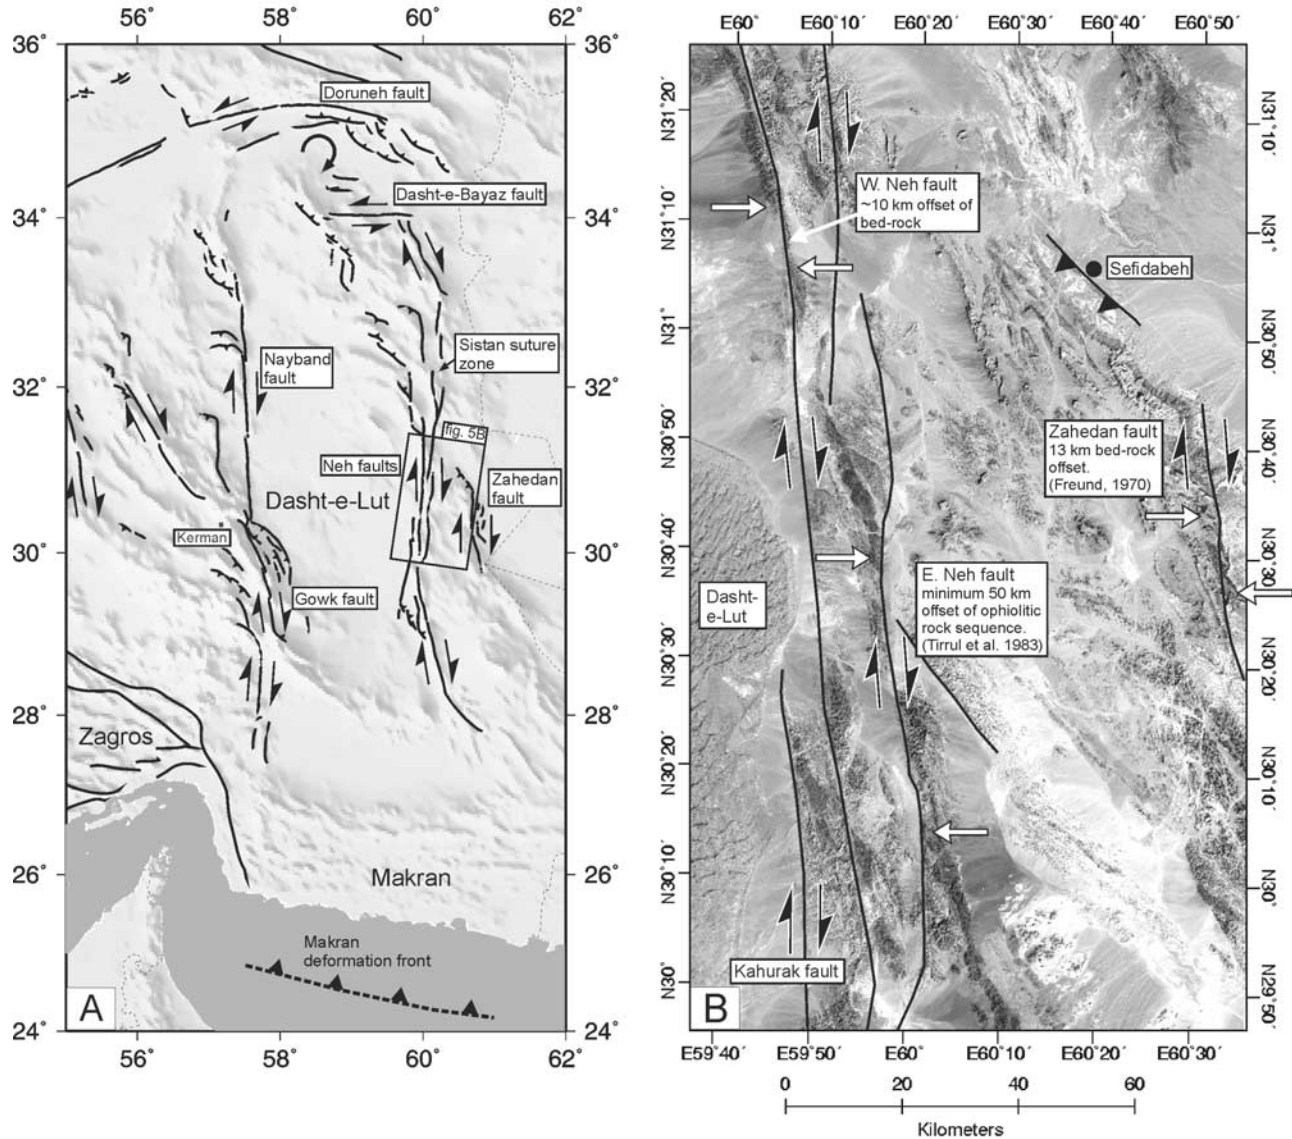 56° 58° 60° 62°
36°
34°
32°
30°
28°
26°
24°
Doruneh fault
Dasht-e-Bayaz fault
Sistan suture
zone
Nayband
fault
fig. 5B
Neh faults
Zahedan
fault
Dasht-e-Lut
Kerman
Gowk fault
Zagros
Makran
Makran
deformation front
A
36°
34°
32°
30°
28°
26°
24°
56° 58° 60° 62°
E60° E60°10´ E60°20´ E60°30´ E60°40´ E60°50´
N31°20´
N31°10´
N31°
N30°50´
N30°40´
N30°30´
N30°20´
N30°10´
N30°
W. Neh fault
~10 km offset of
bed-rock
Sefidabeh
Zahedan fault
13 km bed-rock
offset.
(Freund, 1970)
E. Neh fault
minimum 50 km
offset of ophiolitic
rock sequence.
(Tirrul et al. 1983)
Dasht-
e-Lut
Kahurak fault
B
N31°10´
N31°
N30°50´
N30°40´
N30°30´
N30°20´
N30°10´
N30°
N29°50´
E59°40´ E59°50´ E60° E60°10´ E60°20´ E60°30´
0 20 40 60
Kilometers